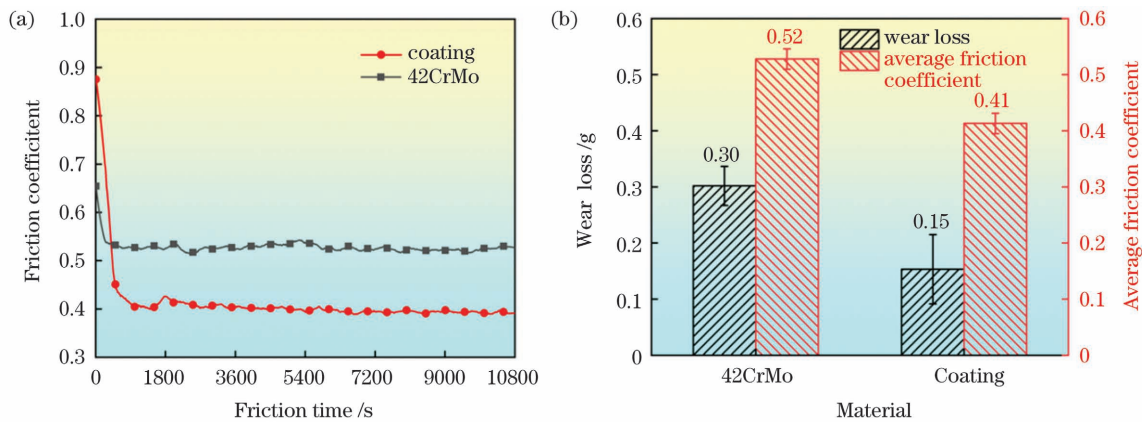 (a)
1.0
0.9
0.8
0.7
0.6
0.5
0.4
0.3
Friction coefficitent
coating
42CrMo
0 1800 3600 5400 7200 9000 10800
Friction time /s
(b)
0.6
0.5
0.4
0.3
0.2
0.1
0
Wear loss /g
wear loss
average friction
coefficient
0.30
0.52
0.15
0.41
42CrMo Coating
Material
0.6
0.5
0.4
0.3
0.2
0.1
0
Average friction coefficient